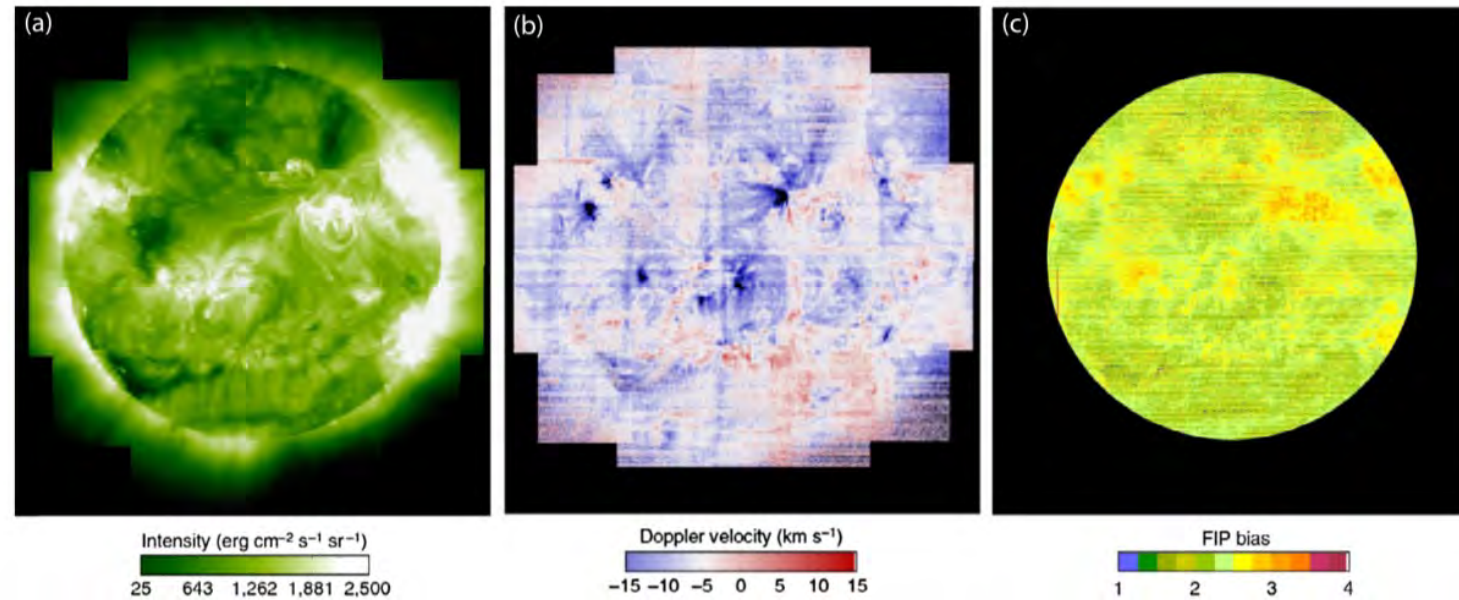 (a)
(b)
(c)
Intensity (erg cm⁻² s⁻¹ sr⁻¹)
25 643 1,262 1,881 2,500
Doppler velocity (km s⁻¹)
−15 −10 −5 0 5 10 15
FIP bias
1 2 3 4